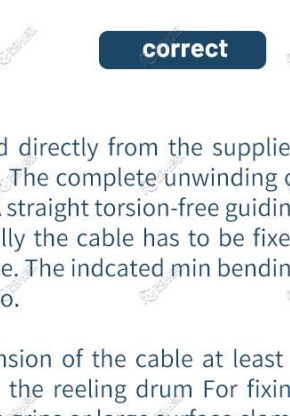 correct
d directly from the supplie
. The complete unwinding
straight torsion-free guidin
lly the cable has to be fixe
e. The indcated min bendin
o.
nsion of the cable at least
the reeling drum For fixin